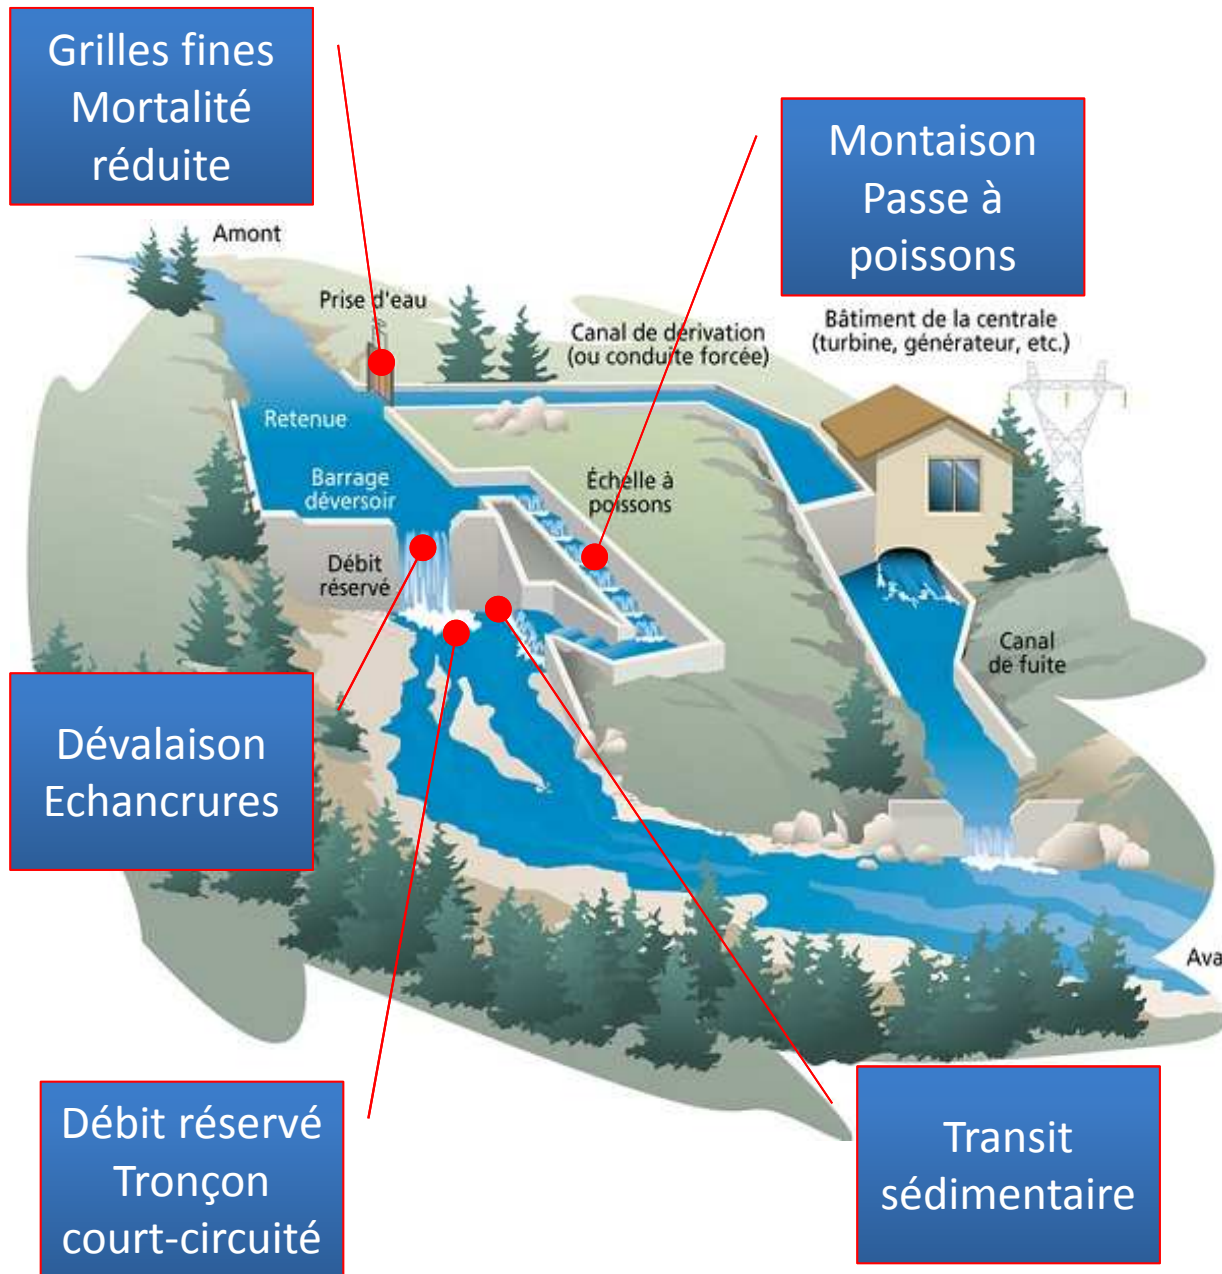 Grilles fines
Mortalité
réduite
Montaison
Passe à
poissons
Amont
Prise d'eau
Canal de dérivation
(ou conduite forcée)
Bâtiment de la centrale
(turbine, générateur, etc.)
Retenue
Barrage
déversoir
Échelle à
poissons
Débit
réservé
Canal
de fuite
Dévalaison
Echancrures
Ava
Débit réservé
Tronçon
court-circuité
Transit
sédimentaire